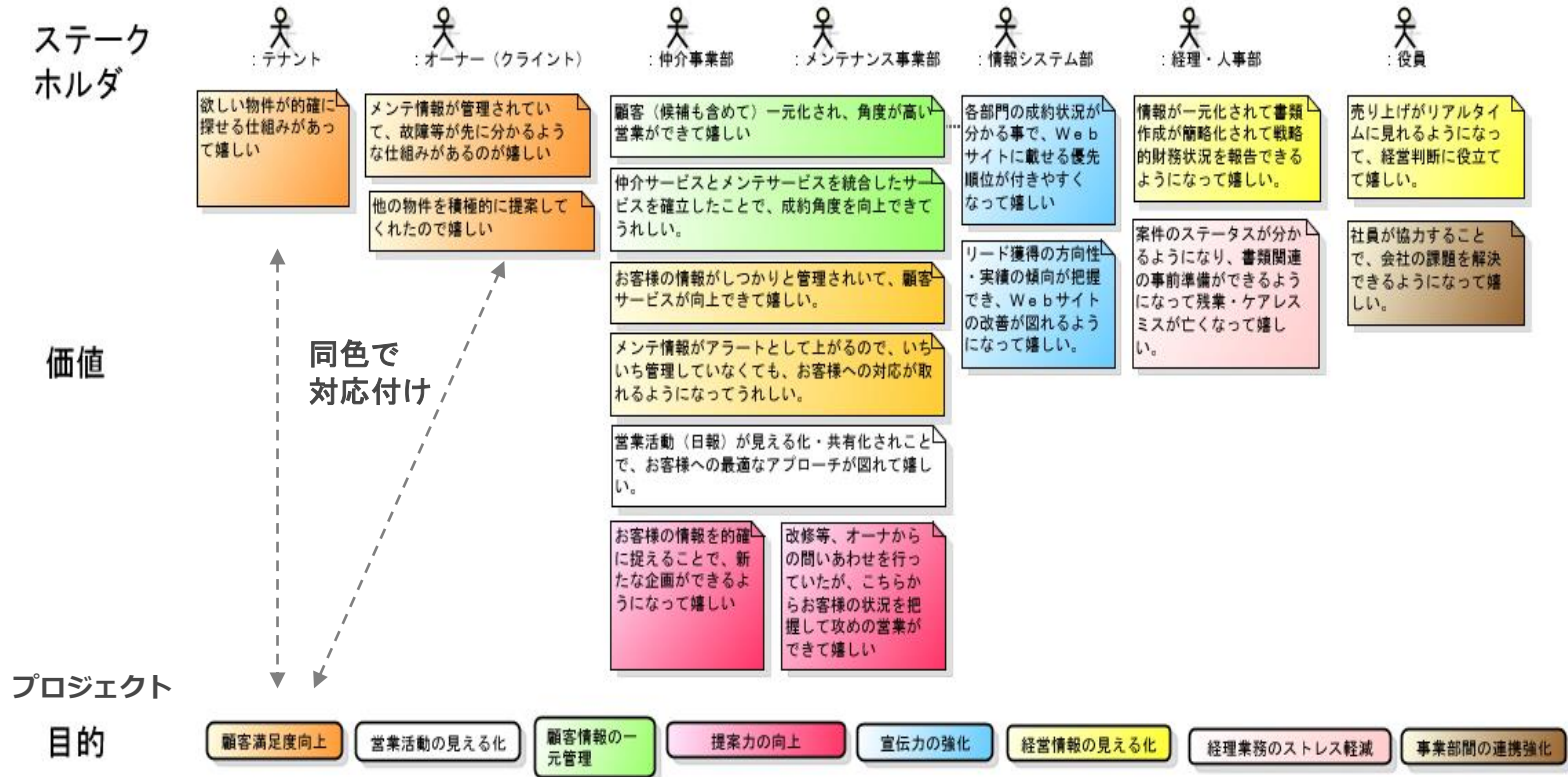 ステーク
ホルダ
: テナント
: オーナー（クライント）
: 仲介事業部
: メンテナンス事業部
: 情報システム部
: 経理・人事部
: 役員
欲しい物件が的確に
探せる仕組みがあっ
て嬉しい
メンテ情報が管理されてい
て、故障等が先に分かるよう
な仕組みがあるのが嬉しい
他の物件を積極的に提案して
くれたので嬉しい
顧客（候補も含めて）一元化され、角度が高い
営業ができて嬉しい
仲介サービスとメンテサービスを統合したサー
ビスを確立したことで、成約角度を向上できて
うれしい。
お客様の情報がしつかりと管理されいて、顧客
サービスが向上できて嬉しい。
メンテ情報がアラートとして上がるので、いち
いち管理していなくても、お客様への対応が取
れるようになってうれしい。
営業活動（日報）が見える化・共有化されこと
で、お客様への最適なアプローチが図れて嬉し
い。
お客様の情報を的確
に捉えることで、新
たな企画ができるよ
うになって嬉しい
改修等、オーナから
の問いあわせを行っ
ていたが、こちらか
らお客様の状況を把
握して攻めの営業が
できて嬉しい
各部門の成約状況が
分かる事で、Ｗｅｂ
サイトに載せる優先
順位が付きやすく
なって嬉しい
リード獲得の方向性
・実績の傾向が把握
でき、Ｗｅｂサイト
の改善が図れるよう
になって嬉しい。
情報が一元化されて書類
作成が簡略化されて戦略
的財務状況を報告できる
ようになって嬉しい。
案件のステータスが分か
るようになり、書類関連
の事前準備ができるよう
になって残業・ケアレス
ミスが亡くなって嬉し
い。
売り上げがリアルタイ
ムに見れるようになっ
て、経営判断に役立て
て嬉しい。
社員が協力すること
で、会社の課題を解決
できるようになって嬉
しい。
価値
同色で
対応付け
プロジェクト
目的
顧客満足度向上
営業活動の見える化
顧客情報の一
元管理
提案力の向上
宣伝力の強化
経営情報の見える化
経理業務のストレス軽減
事業部間の連携強化